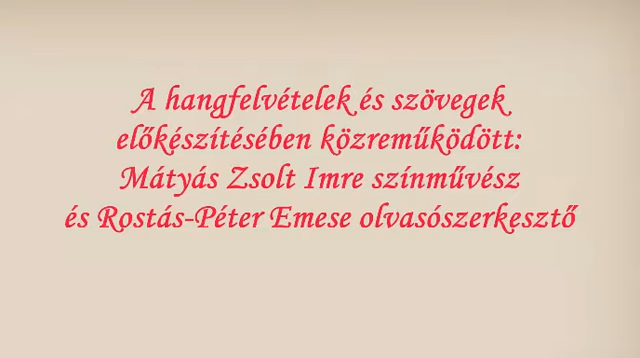 A hangfelvételek és szövegek
előkészítésében közreműködött:
Mátyás Zsolt Imre színművész
és Rostás-Péter Emese olvasószerkesztő